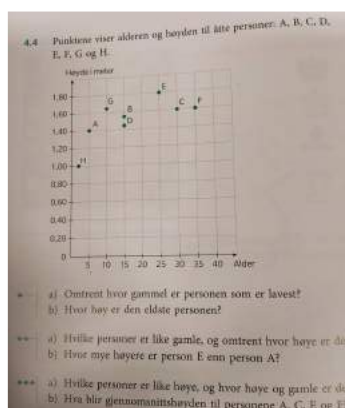 4.4 Punktene viser alderen og høyden til åtte personer: A, B, C, D,
E, F, G og H.
Høyde i meter
1,80
1,60
1,40
1,20
1,00
0,80
0,60
0,40
0,20
0
E
G
C
F
B
D
A
H
5 10 15 20 25 30 35 40 Alder
a) Omtrent hvor gammel er personen som er lavest?
b) Hvor høy er den eldste personen?
a) Hvilke personer er like gamle, og omtrent hvor høye er de
b) Hvor mye høyere er person E enn person A?
a) Hvilke personer er like høye, og hvor høye og gamle er de
b) Hva blir gjennomsnittshøyden til personene A, C, E og